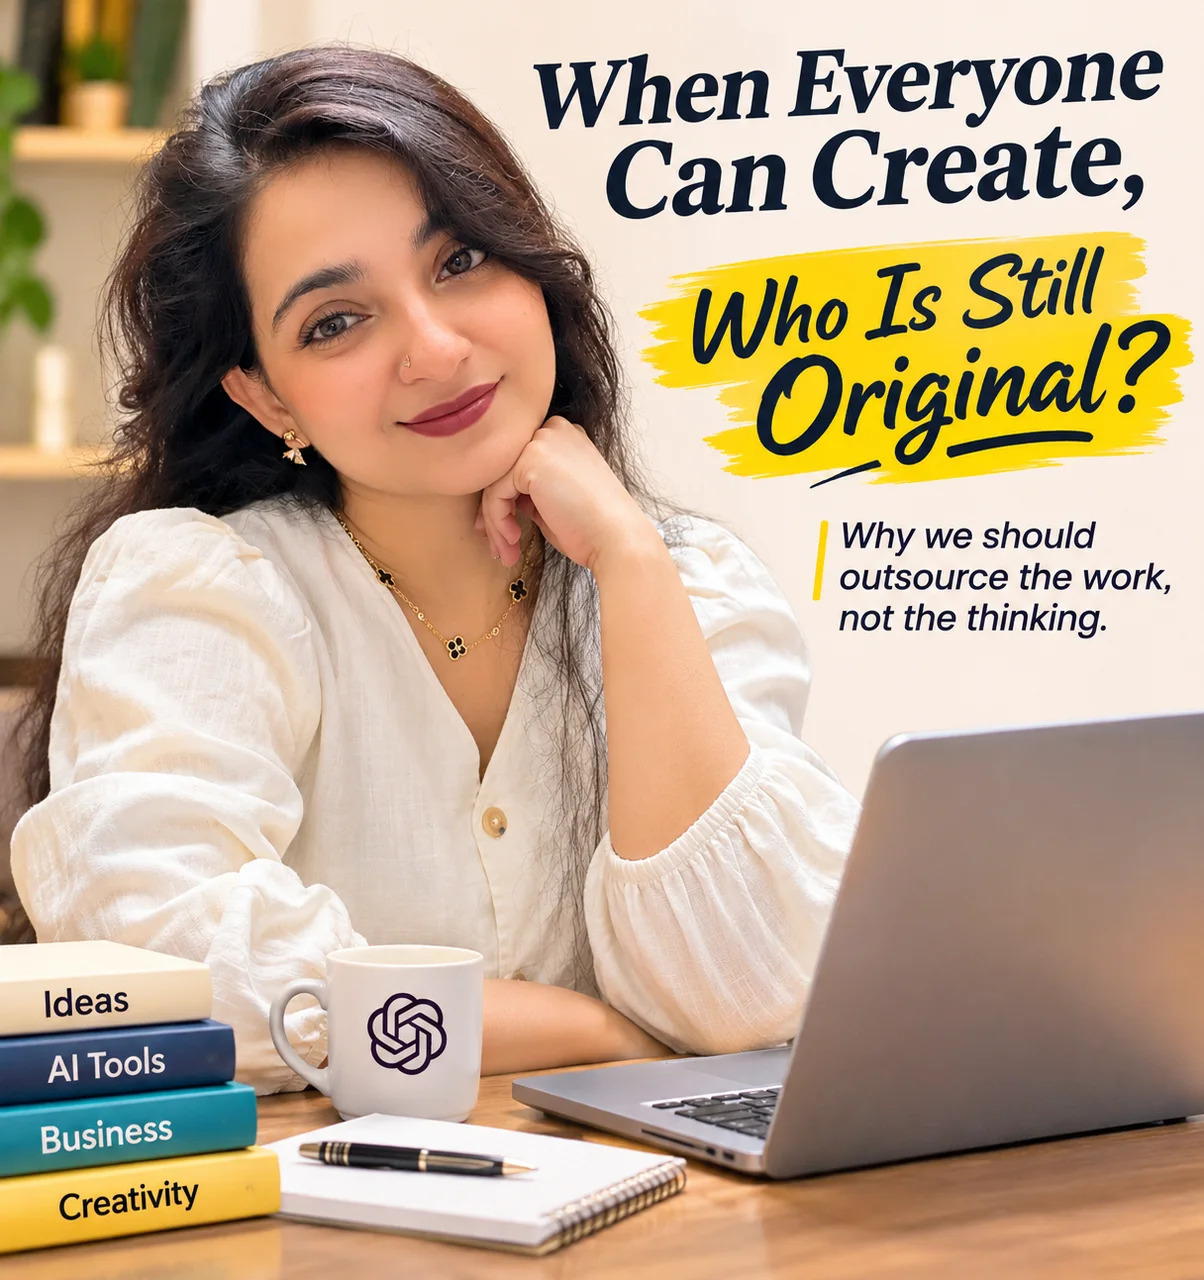 When Everyone
Can Create,
Who Is Still
Original?
Why we should
outsource the work,
not the thinking.
Ideas
AI Tools
Business
Creativity